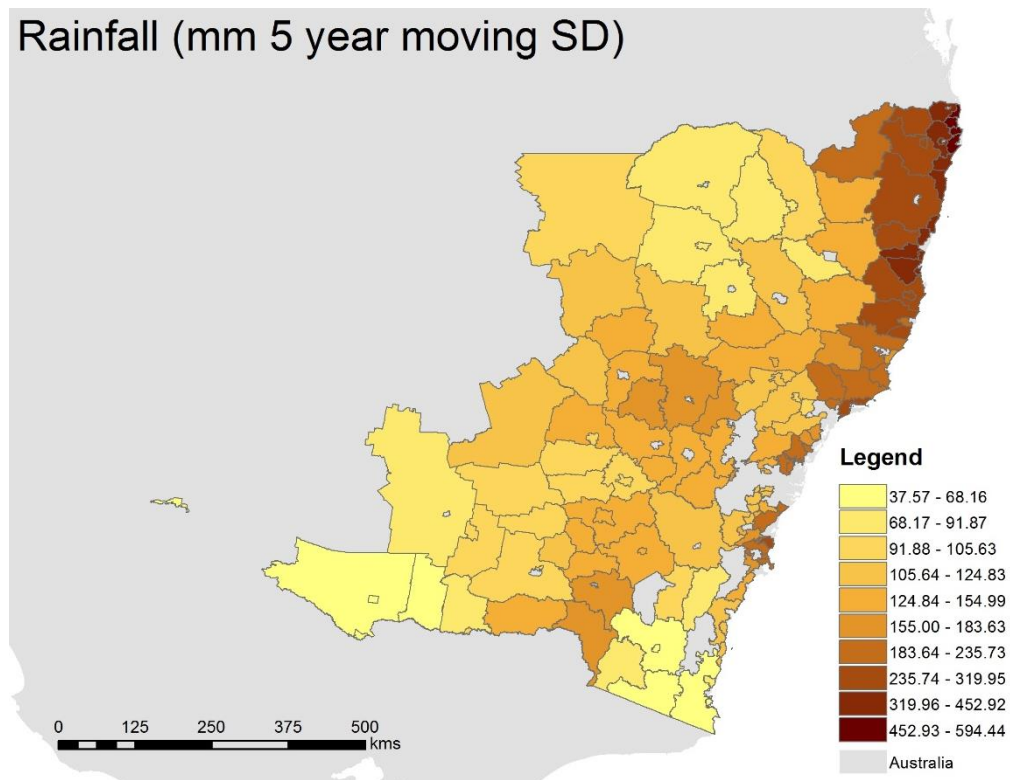 Rainfall (mm 5 year moving SD)
Legend
37.57 - 68.16
68.17 - 91.87
91.88 - 105.63
105.64 - 124.83
124.84 - 154.99
155.00 - 183.63
183.64 - 235.73
235.74 - 319.95
319.96 - 452.92
452.93 - 594.44
Australia
0 125 250 375 500
kms